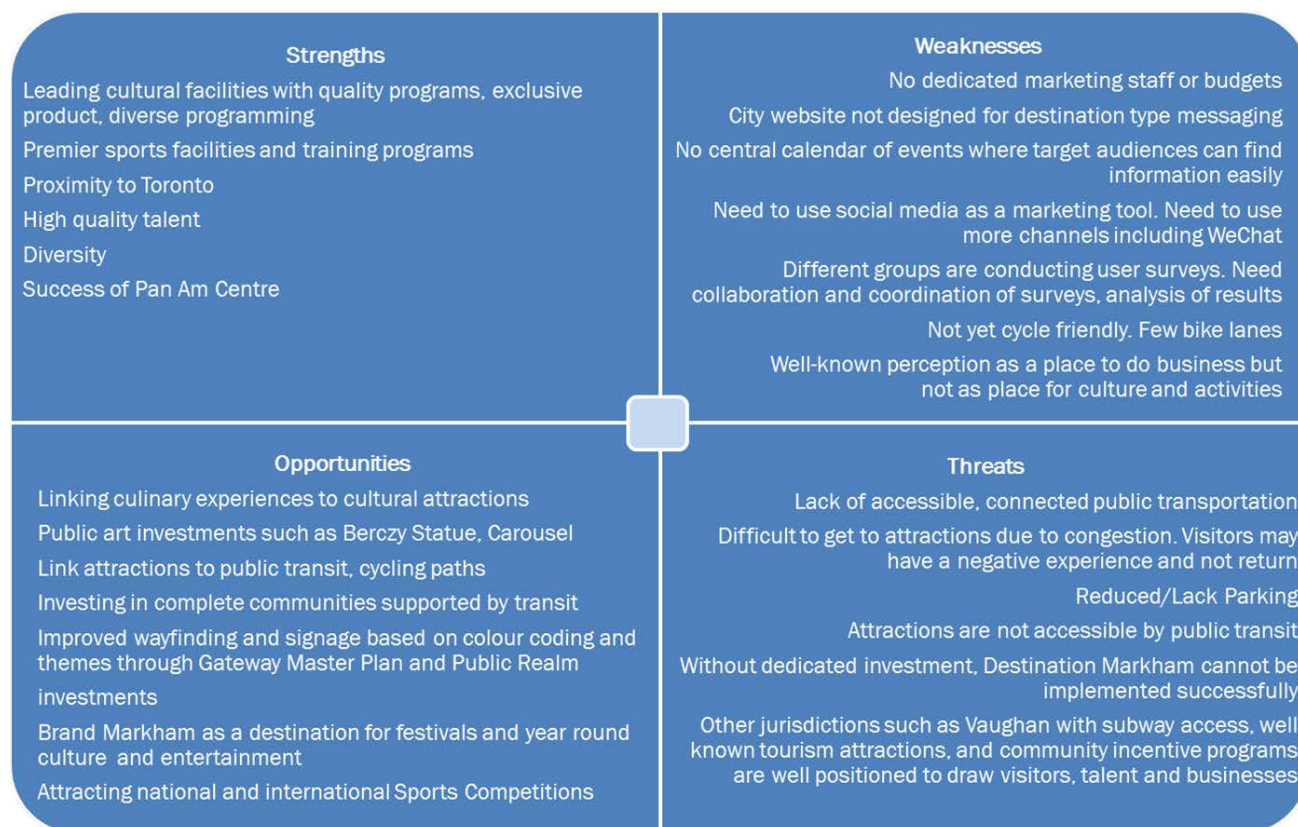 Strengths
Leading cultural facilities with quality programs, exclusive
product, diverse programming
Premier sports facilities and training programs
Proximity to Toronto
High quality talent
Diversity
Success of Pan Am Centre
Weaknesses
No dedicated marketing staff or budgets
City website not designed for destination type messaging
No central calendar of events where target audiences can find
information easily
Need to use social media as a marketing tool. Need to use
more channels including WeChat
Different groups are conducting user surveys. Need
collaboration and coordination of surveys, analysis of results
Not yet cycle friendly. Few bike lanes
Well-known perception as a place to do business but
not as place for culture and activities
Opportunities
Linking culinary experiences to cultural attractions
Public art investments such as Berczy Statue, Carousel
Link attractions to public transit, cycling paths
Investing in complete communities supported by transit
Improved wayfinding and signage based on colour coding and
themes through Gateway Master Plan and Public Realm
investments
Brand Markham as a destination for festivals and year round
culture and entertainment
Attracting national and international Sports Competitions
Threats
Lack of accessible, connected public transportation
Difficult to get to attractions due to congestion. Visitors may
have a negative experience and not return
Reduced/Lack Parking
Attractions are not accessible by public transit
Without dedicated investment, Destination Markham cannot be
implemented successfully
Other jurisdictions such as Vaughan with subway access, well
known tourism attractions, and community incentive programs
are well positioned to draw visitors, talent and businesses